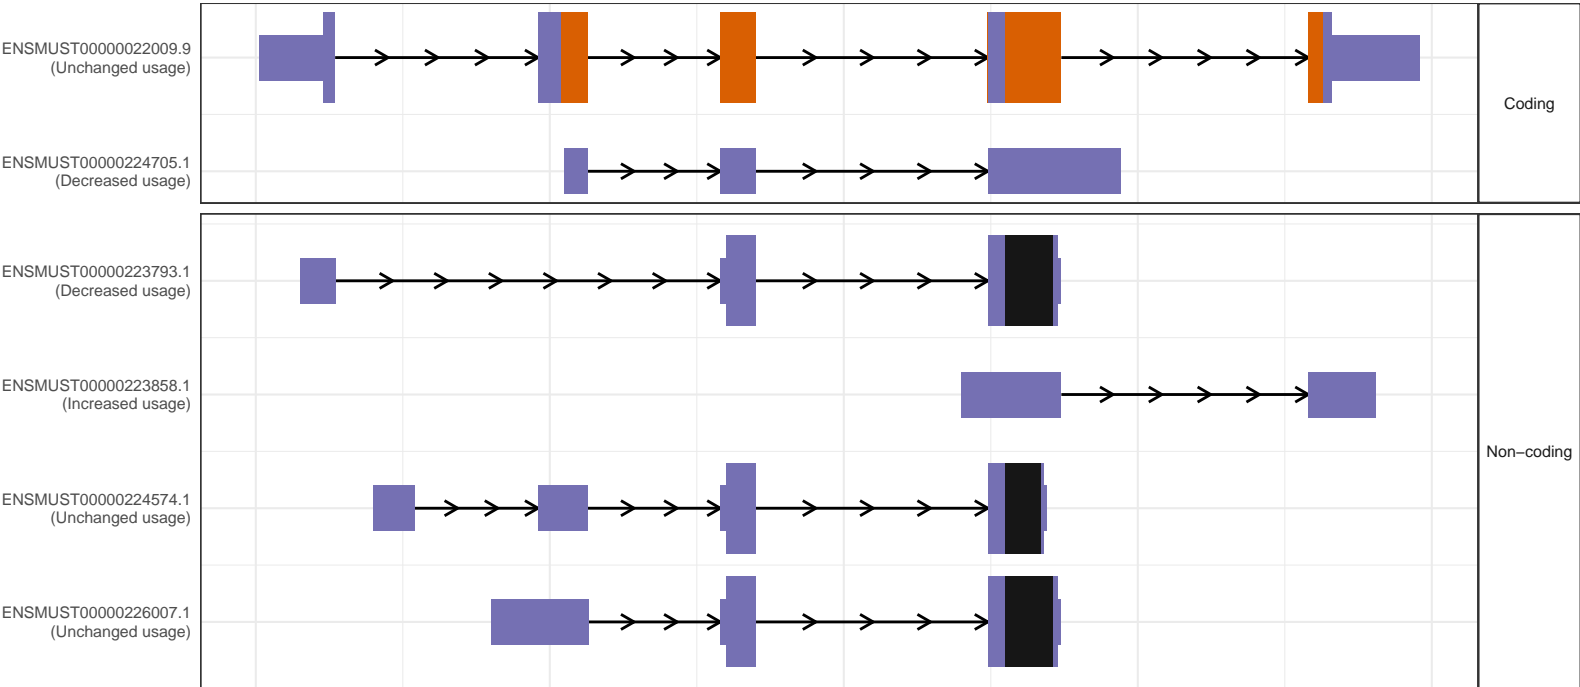 ENSMUST00000022009.9
(Unchanged usage)
Coding
ENSMUST00000224705.1
(Decreased usage)
ENSMUST00000223793.1
(Decreased usage)
ENSMUST00000223858.1
(Increased usage)
Non−coding
ENSMUST00000224574.1
(Unchanged usage)
ENSMUST00000226007.1
(Unchanged usage)